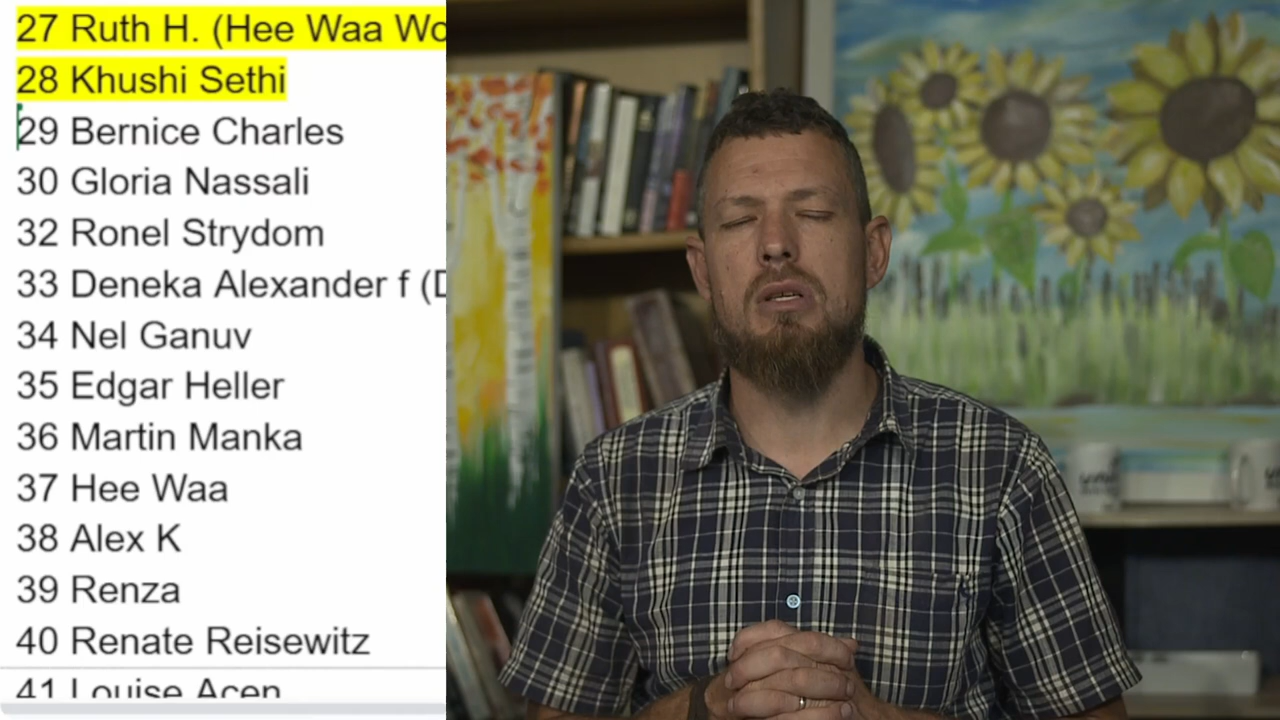 27 Ruth H. (Hee Waa Wo
28 Khushi Sethi
29 Bernice Charles
30 Gloria Nassali
32 Ronel Strydom
33 Deneka Alexander f (D
34 Nel Ganuv
35 Edgar Heller
36 Martin Manka
37 Hee Waa
38 Alex K
39 Renza
40 Renate Reisewitz
41 Louise Acen